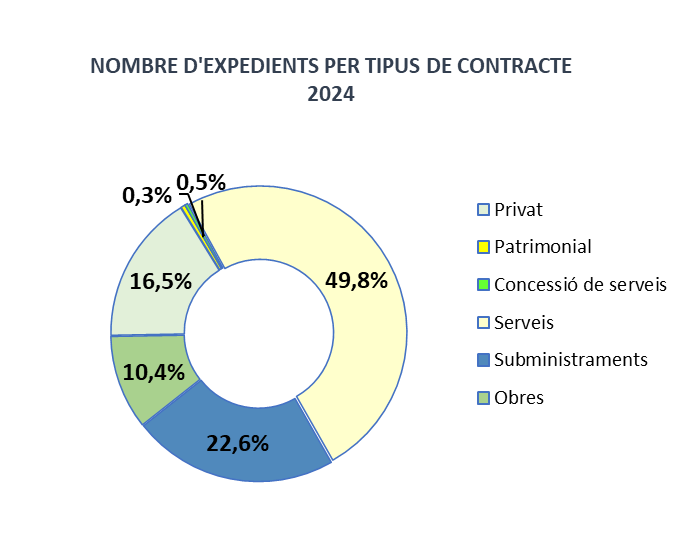 NOMBRE D'EXPEDIENTS PER TIPUS DE CONTRACTE
2024
0,3%
0,5%
16,5%
49,8%
10,4%
22,6%
Privat
Patrimonial
Concessió de serveis
Serveis
Subministraments
Obres